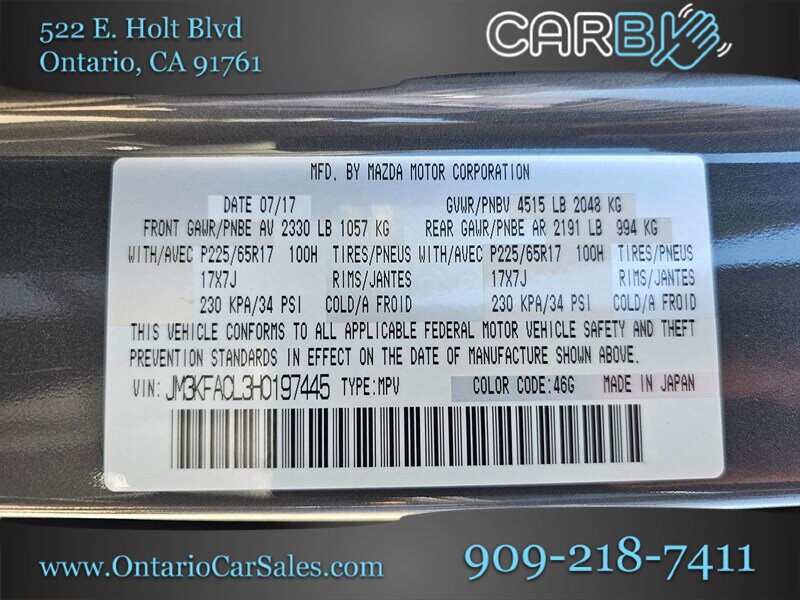 522 E. Holt Blvd
Ontario, CA 91761
CARB
MFD. BY MAZDA MOTOR CORPORATION
DATE 07/17 GVWR/PNBV 4515 LB 2048 KG
FRONT GAWR/PNBE AV 2330 LB 1057 KG REAR GAWR/PNBE AR 2191 LB 994 KG
WITH/AVEC P225/65R17 100H TIRES/PNEUS WITH/AVEC P225/65R17 100H TIRES/PNEUS
17X7J RIMS/JANTES 17X7J RIMS/JANTES
230 KPA/34 PSI COLD/A FROID 230 KPA/34 PSI COLD/A FROID
THIS VEHICLE CONFORMS TO ALL APPLICABLE FEDERAL MOTOR VEHICLE SAFETY AND THEFT
PREVENTION STANDARDS IN EFFECT ON THE DATE OF MANUFACTURE SHOWN ABOVE.
VIN: JM3KFACL3H0197445 TYPE:MPV COLOR CODE:46G MADE IN JAPAN
www.OntarioCarSales.com 909-218-7411